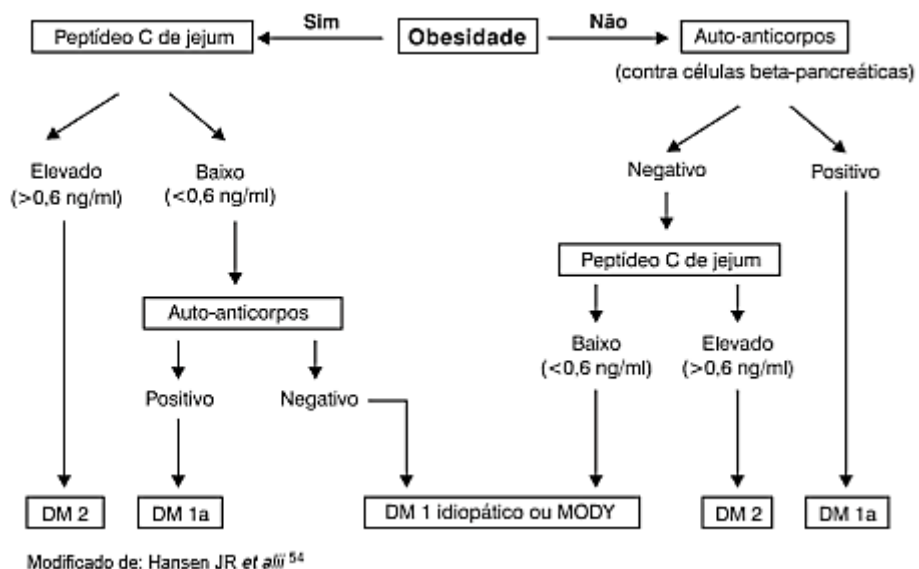 Sim
Obesidade
Não
Peptídeo C de jejum
Auto-anticorpos
(contra células beta-pancreáticas)
Elevado
(>0,6 ng/ml)
Baixo
(<0,6 ng/ml)
Negativo
Positivo
Peptídeo C de jejum
Auto-anticorpos
Baixo
(<0,6 ng/ml)
Elevado
(>0,6 ng/ml)
Positivo
Negativo
DM 2
DM 1a
DM 1 idiopático ou MODY
DM 2
DM 1a
Modificado de: Hansen JR et alii 54